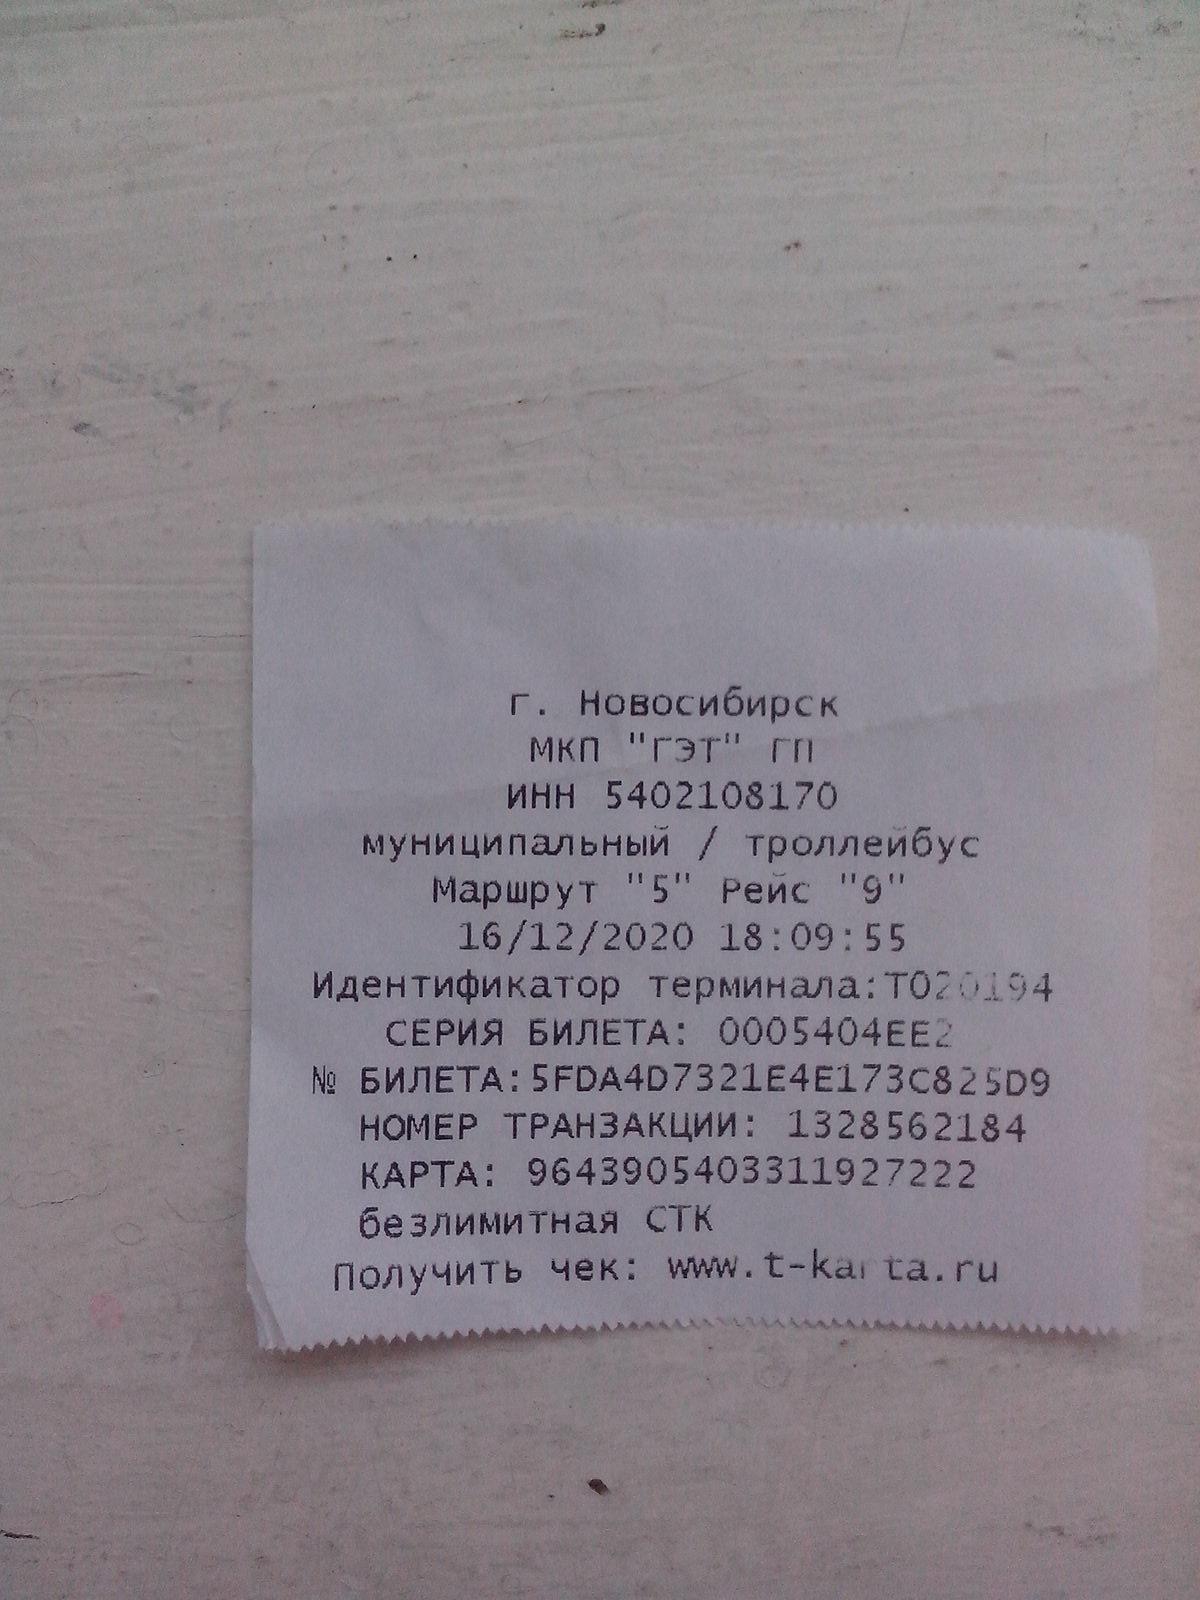 г. Новосибирск
МКП "ГЭТ" ГП
ИНН 5402108170
муниципальный / троллейбус
Маршрут "5" Рейс "9"
16/12/2020 18:09:55
Идентификатор терминала:T020194
СЕРИЯ БИЛЕТА: 0005404EE2
№ БИЛЕТА:5FDA4D7321E4E173C825D9
НОМЕР ТРАНЗАКЦИИ: 1328562184
КАРТА: 9643905403311927222
безлимитная СТК
Получить чек: www.t-karta.ru